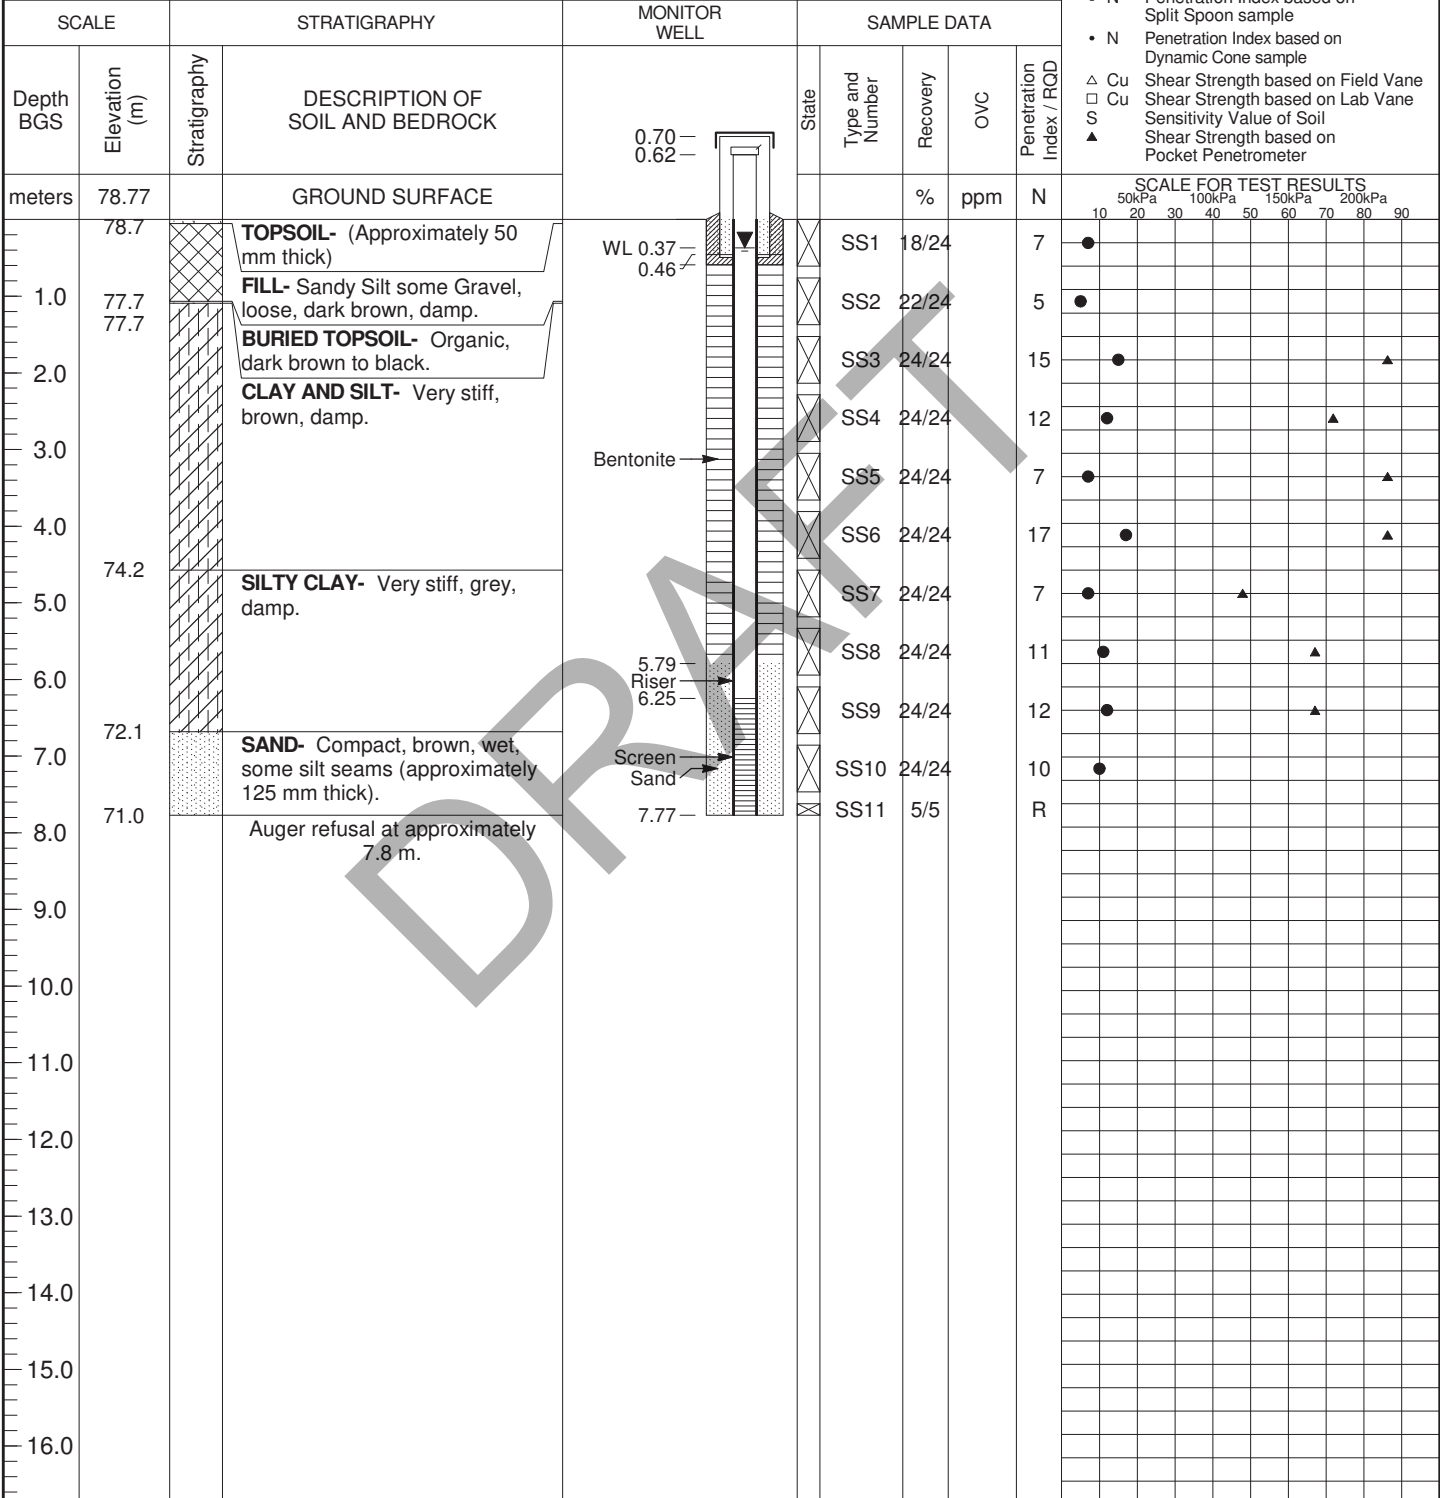 SCALE
STRATIGRAPHY
MONITOR
WELL
SAMPLE DATA
• N Penetration Index based on
Split Spoon sample
• N Penetration Index based on
Dynamic Cone sample
△ Cu Shear Strength based on Field Vane
□ Cu Shear Strength based on Lab Vane
S Sensitivity Value of Soil
▲ Shear Strength based on
Pocket Penetrometer
Depth
BGS
Elevation
(m)
Stratigraphy
DESCRIPTION OF
SOIL AND BEDROCK
State
Type and
Number
Recovery
OVC
Penetration
Index / RQD
0.70
0.62
meters 78.77 GROUND SURFACE % ppm N
SCALE FOR TEST RESULTS
50kPa 100kPa 150kPa 200kPa
10 20 30 40 50 60 70 80 90
78.7
TOPSOIL- (Approximately 50
mm thick)
WL 0.37
0.46
SS1 18/24 7
FILL- Sandy Silt some Gravel,
loose, dark brown, damp.
1.0
77.7
77.7
SS2 22/24 5
BURIED TOPSOIL- Organic,
dark brown to black.
SS3 24/24 15
2.0
CLAY AND SILT- Very stiff,
brown, damp.
SS4 24/24 12
3.0
Bentonite
SS5 24/24 7
4.0
SS6 24/24 17
74.2
SILTY CLAY- Very stiff, grey,
damp.
SS7 24/24 7
5.0
SS8 24/24 11
5.79
Riser
6.25
6.0
SS9 24/24 12
72.1
SAND- Compact, brown, wet,
some silt seams (approximately
125 mm thick).
7.0
Screen
Sand
SS10 24/24 10
71.0
7.77
SS11 5/5 R
8.0
Auger refusal at approximately
7.8 m.
9.0
10.0
11.0
12.0
13.0
14.0
15.0
16.0
DRAFT